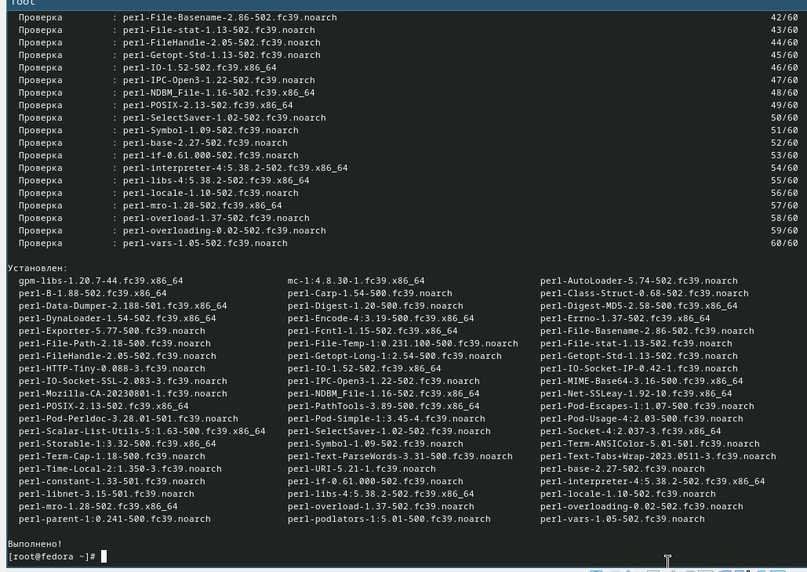 root
Проверка : perl-File-Basename-2.86-502.fc39.noarch 42/60
Проверка : perl-File-stat-1.13-502.fc39.noarch 43/60
Проверка : perl-FileHandle-2.05-502.fc39.noarch 44/60
Проверка : perl-Getopt-Std-1.13-502.fc39.noarch 45/60
Проверка : perl-IO-1.52-502.fc39.x86_64 46/60
Проверка : perl-IPC-Open3-1.22-502.fc39.noarch 47/60
Проверка : perl-NDBM_File-1.16-502.fc39.x86_64 48/60
Проверка : perl-POSIX-2.13-502.fc39.x86_64 49/60
Проверка : perl-SelectSaver-1.02-502.fc39.noarch 50/60
Проверка : perl-Symbol-1.09-502.fc39.noarch 51/60
Проверка : perl-base-2.27-502.fc39.noarch 52/60
Проверка : perl-if-0.61.000-502.fc39.noarch 53/60
Проверка : perl-interpreter-4:5.38.2-502.fc39.x86_64 54/60
Проверка : perl-libs-4:5.38.2-502.fc39.x86_64 55/60
Проверка : perl-locale-1.10-502.fc39.noarch 56/60
Проверка : perl-mro-1.28-502.fc39.x86_64 57/60
Проверка : perl-overload-1.37-502.fc39.noarch 58/60
Проверка : perl-overloading-0.02-502.fc39.noarch 59/60
Проверка : perl-vars-1.05-502.fc39.noarch 60/60
Установлен:
gpm-libs-1.20.7-44.fc39.x86_64 mc-1:4.8.30-1.fc39.x86_64 perl-AutoLoader-5.74-502.fc39.noarch
perl-B-1.88-502.fc39.x86_64 perl-Carp-1.54-500.fc39.noarch perl-Class-Struct-0.68-502.fc39.noarch
perl-Data-Dumper-2.188-501.fc39.x86_64 perl-Digest-1.20-500.fc39.noarch perl-Digest-MD5-2.58-500.fc39.x86_64
perl-DynaLoader-1.54-502.fc39.x86_64 perl-Encode-4:3.19-500.fc39.x86_64 perl-Errno-1.37-502.fc39.x86_64
perl-Exporter-5.77-500.fc39.noarch perl-Fcntl-1.15-502.fc39.x86_64 perl-File-Basename-2.86-502.fc39.noarch
perl-File-Path-2.18-500.fc39.noarch perl-File-Temp-1:0.231.100-500.fc39.noarch perl-File-stat-1.13-502.fc39.noarch
perl-FileHandle-2.05-502.fc39.noarch perl-Getopt-Long-1:2.54-500.fc39.noarch perl-Getopt-Std-1.13-502.fc39.noarch
perl-HTTP-Tiny-0.088-3.fc39.noarch perl-IO-1.52-502.fc39.x86_64 perl-IO-Socket-IP-0.42-1.fc39.noarch
perl-IO-Socket-SSL-2.083-3.fc39.noarch perl-IPC-Open3-1.22-502.fc39.noarch perl-MIME-Base64-3.16-500.fc39.x86_64
perl-Mozilla-CA-20230801-1.fc39.noarch perl-NDBM_File-1.16-502.fc39.x86_64 perl-Net-SSLeay-1.92-10.fc39.x86_64
perl-POSIX-2.13-502.fc39.x86_64 perl-PathTools-3.89-500.fc39.x86_64 perl-Pod-Escapes-1:1.07-500.fc39.noarch
perl-Pod-Perldoc-3.28.01-501.fc39.noarch perl-Pod-Simple-1:3.45-4.fc39.noarch perl-Pod-Usage-4:2.03-500.fc39.noarch
perl-Scalar-List-Utils-5:1.63-500.fc39.x86_64 perl-SelectSaver-1.02-502.fc39.noarch perl-Socket-4:2.037-3.fc39.x86_64
perl-Storable-1:3.32-500.fc39.x86_64 perl-Symbol-1.09-502.fc39.noarch perl-Term-ANSIColor-5.01-501.fc39.noarch
perl-Term-Cap-1.18-500.fc39.noarch perl-Text-ParseWords-3.31-500.fc39.noarch perl-Text-Tabs+Wrap-2023.0511-3.fc39.noarch
perl-Time-Local-2:1.350-3.fc39.noarch perl-URI-5.21-1.fc39.noarch perl-base-2.27-502.fc39.noarch
perl-constant-1.33-501.fc39.noarch perl-if-0.61.000-502.fc39.noarch perl-interpreter-4:5.38.2-502.fc39.x86_64
perl-libnet-3.15-501.fc39.noarch perl-libs-4:5.38.2-502.fc39.x86_64 perl-locale-1.10-502.fc39.noarch
perl-mro-1.28-502.fc39.x86_64 perl-overload-1.37-502.fc39.noarch perl-overloading-0.02-502.fc39.noarch
perl-parent-1:0.241-500.fc39.noarch perl-podlators-1:5.01-500.fc39.noarch perl-vars-1.05-502.fc39.noarch
Выполнено!
[root@fedora ~]#